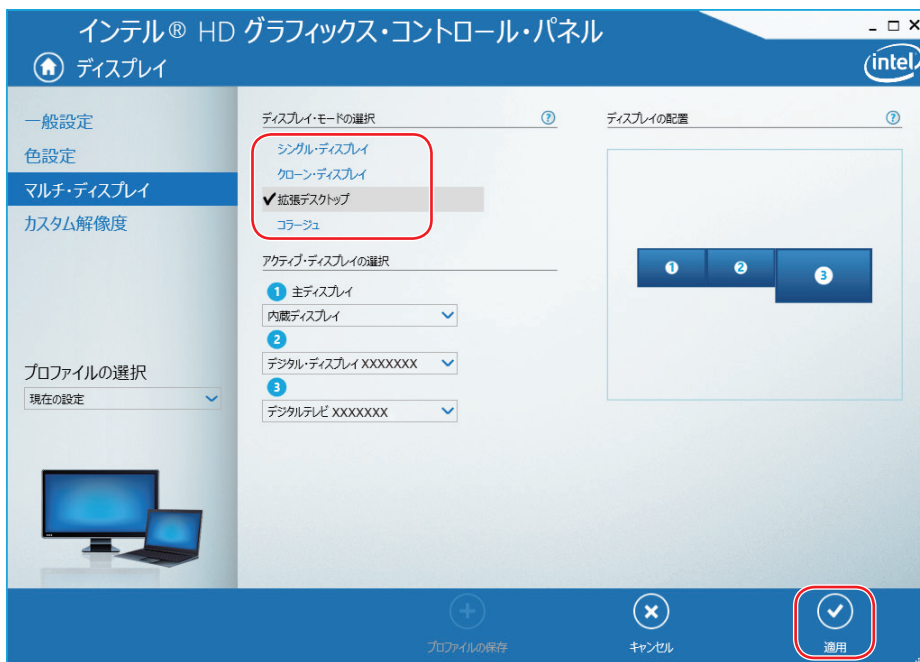 インテル® HD グラフィックス・コントロール・パネル
ディスプレイ
intel
一般設定
色設定
マルチ・ディスプレイ
カスタム解像度
プロファイルの選択
現在の設定
ディスプレイ・モードの選択
?
シングル・ディスプレイ
クローン・ディスプレイ
✔拡張デスクトップ
コラージュ
アクティブ・ディスプレイの選択
1 主ディスプレイ
内蔵ディスプレイ
2
デジタル・ディスプレイ XXXXXXX
3
デジタルテレビ XXXXXXX
ディスプレイの配置
?
1 2 3
プロファイルの保存
キャンセル
適用